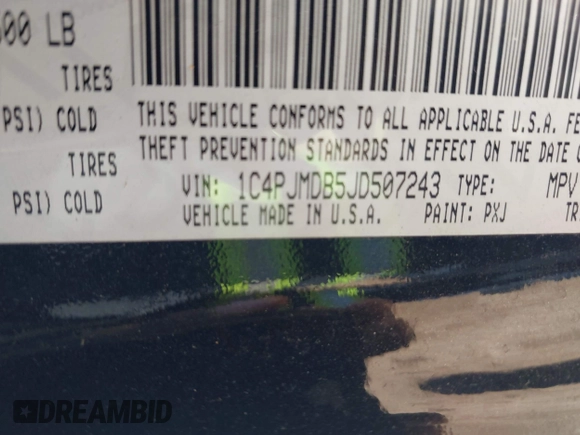 600 LB
TIRES
PSI) COLD
TIRES
PSI) COLD
THIS VEHICLE CONFORMS TO ALL APPLICABLE U.S.A. FE
THEFT PREVENTION STANDARDS IN EFFECT ON THE DATE
VIN: 1C4PJMDB5JD507243 TYPE: MPV
VEHICLE MADE IN U.S.A. PAINT: PXJ TR
DREAMBID